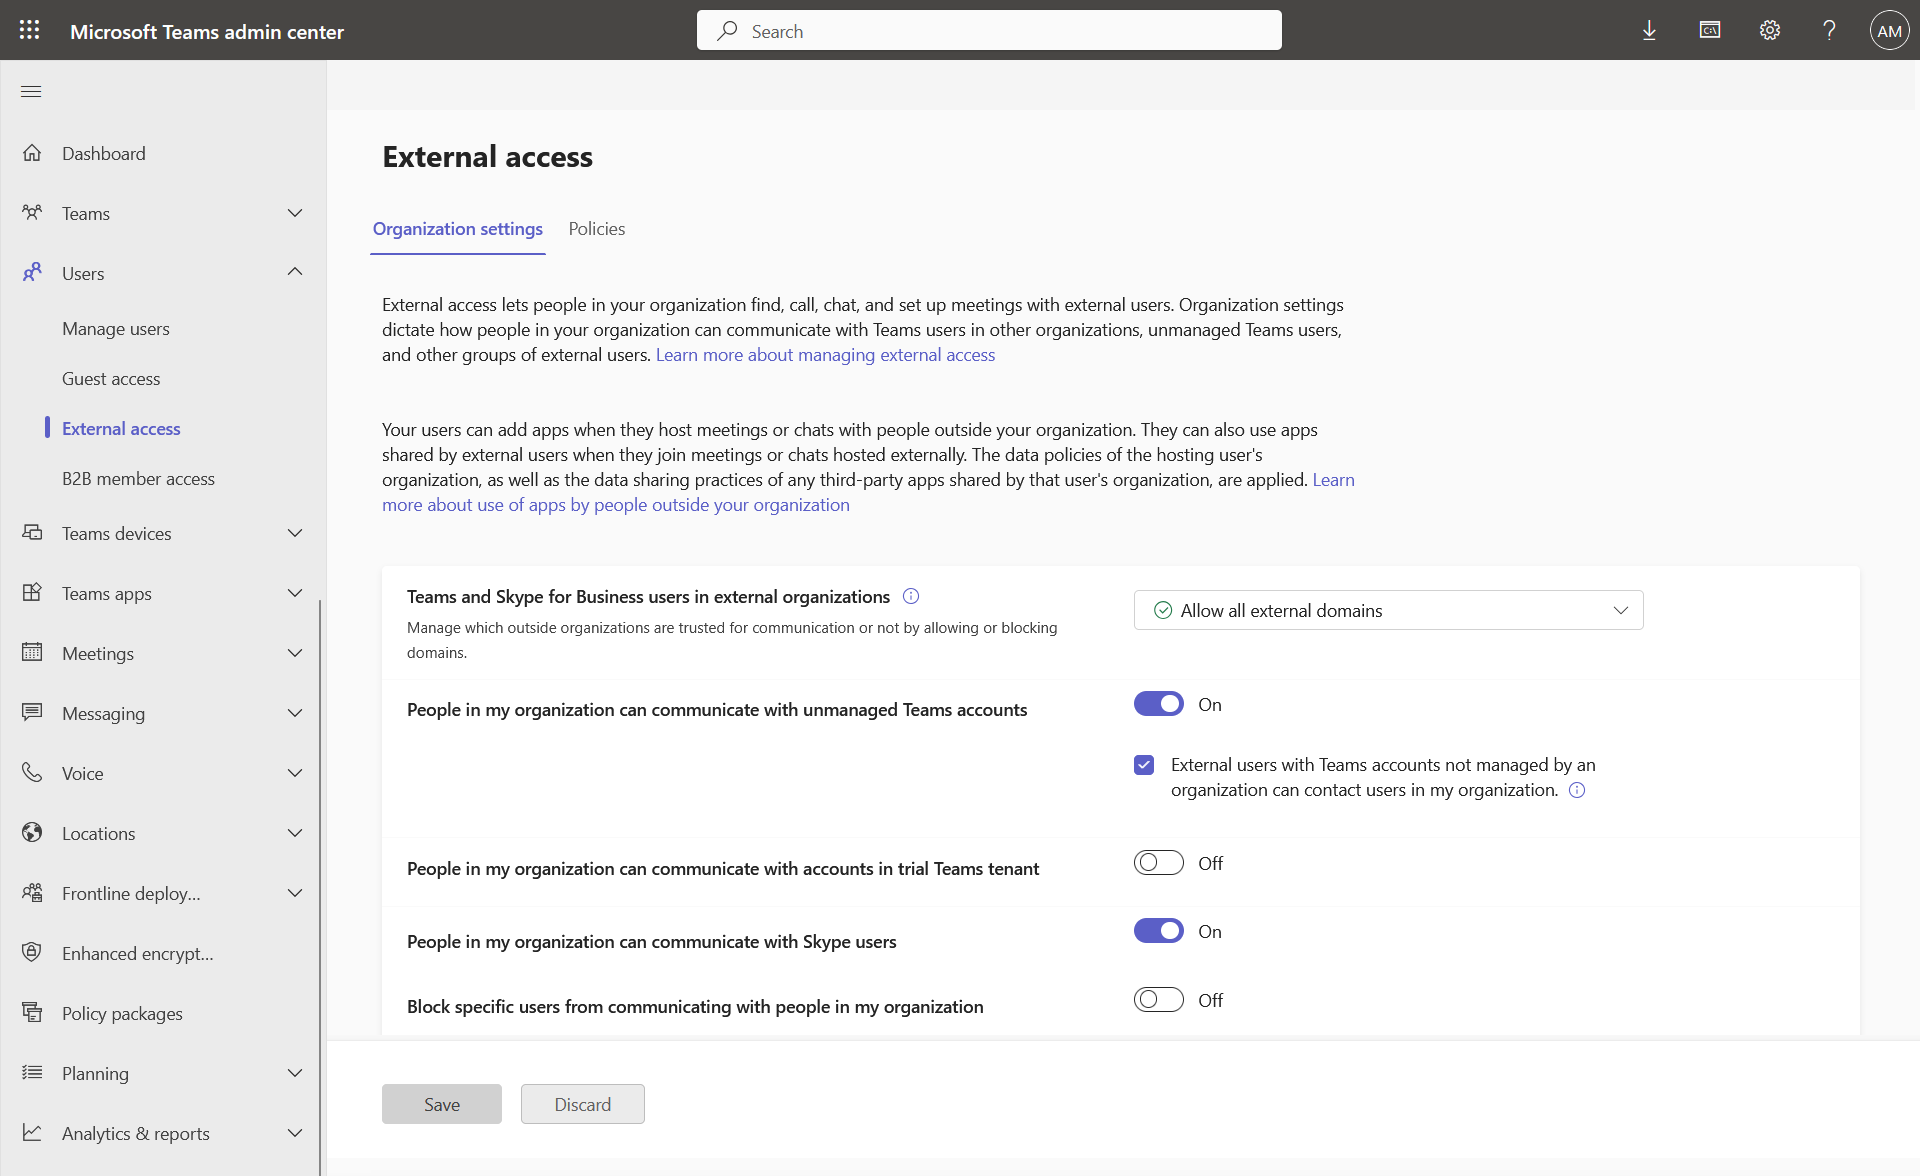 Microsoft Teams admin center
Search
C:\
?
AM
Dashboard
Teams
Users
Manage users
Guest access
External access
B2B member access
Teams devices
Teams apps
Meetings
Messaging
Voice
Locations
Frontline deploy...
Enhanced encrypt...
Policy packages
Planning
Analytics & reports
External access
Organization settings
Policies
External access lets people in your organization find, call, chat, and set up meetings with external users. Organization settings
dictate how people in your organization can communicate with Teams users in other organizations, unmanaged Teams users,
and other groups of external users. Learn more about managing external access
Your users can add apps when they host meetings or chats with people outside your organization. They can also use apps
shared by external users when they join meetings or chats hosted externally. The data policies of the hosting user's
organization, as well as the data sharing practices of any third-party apps shared by that user's organization, are applied. Learn
more about use of apps by people outside your organization
Teams and Skype for Business users in external organizations
Manage which outside organizations are trusted for communication or not by allowing or blocking
domains.
Allow all external domains
People in my organization can communicate with unmanaged Teams accounts
On
External users with Teams accounts not managed by an
organization can contact users in my organization.
People in my organization can communicate with accounts in trial Teams tenant
Off
People in my organization can communicate with Skype users
On
Block specific users from communicating with people in my organization
Off
Save
Discard